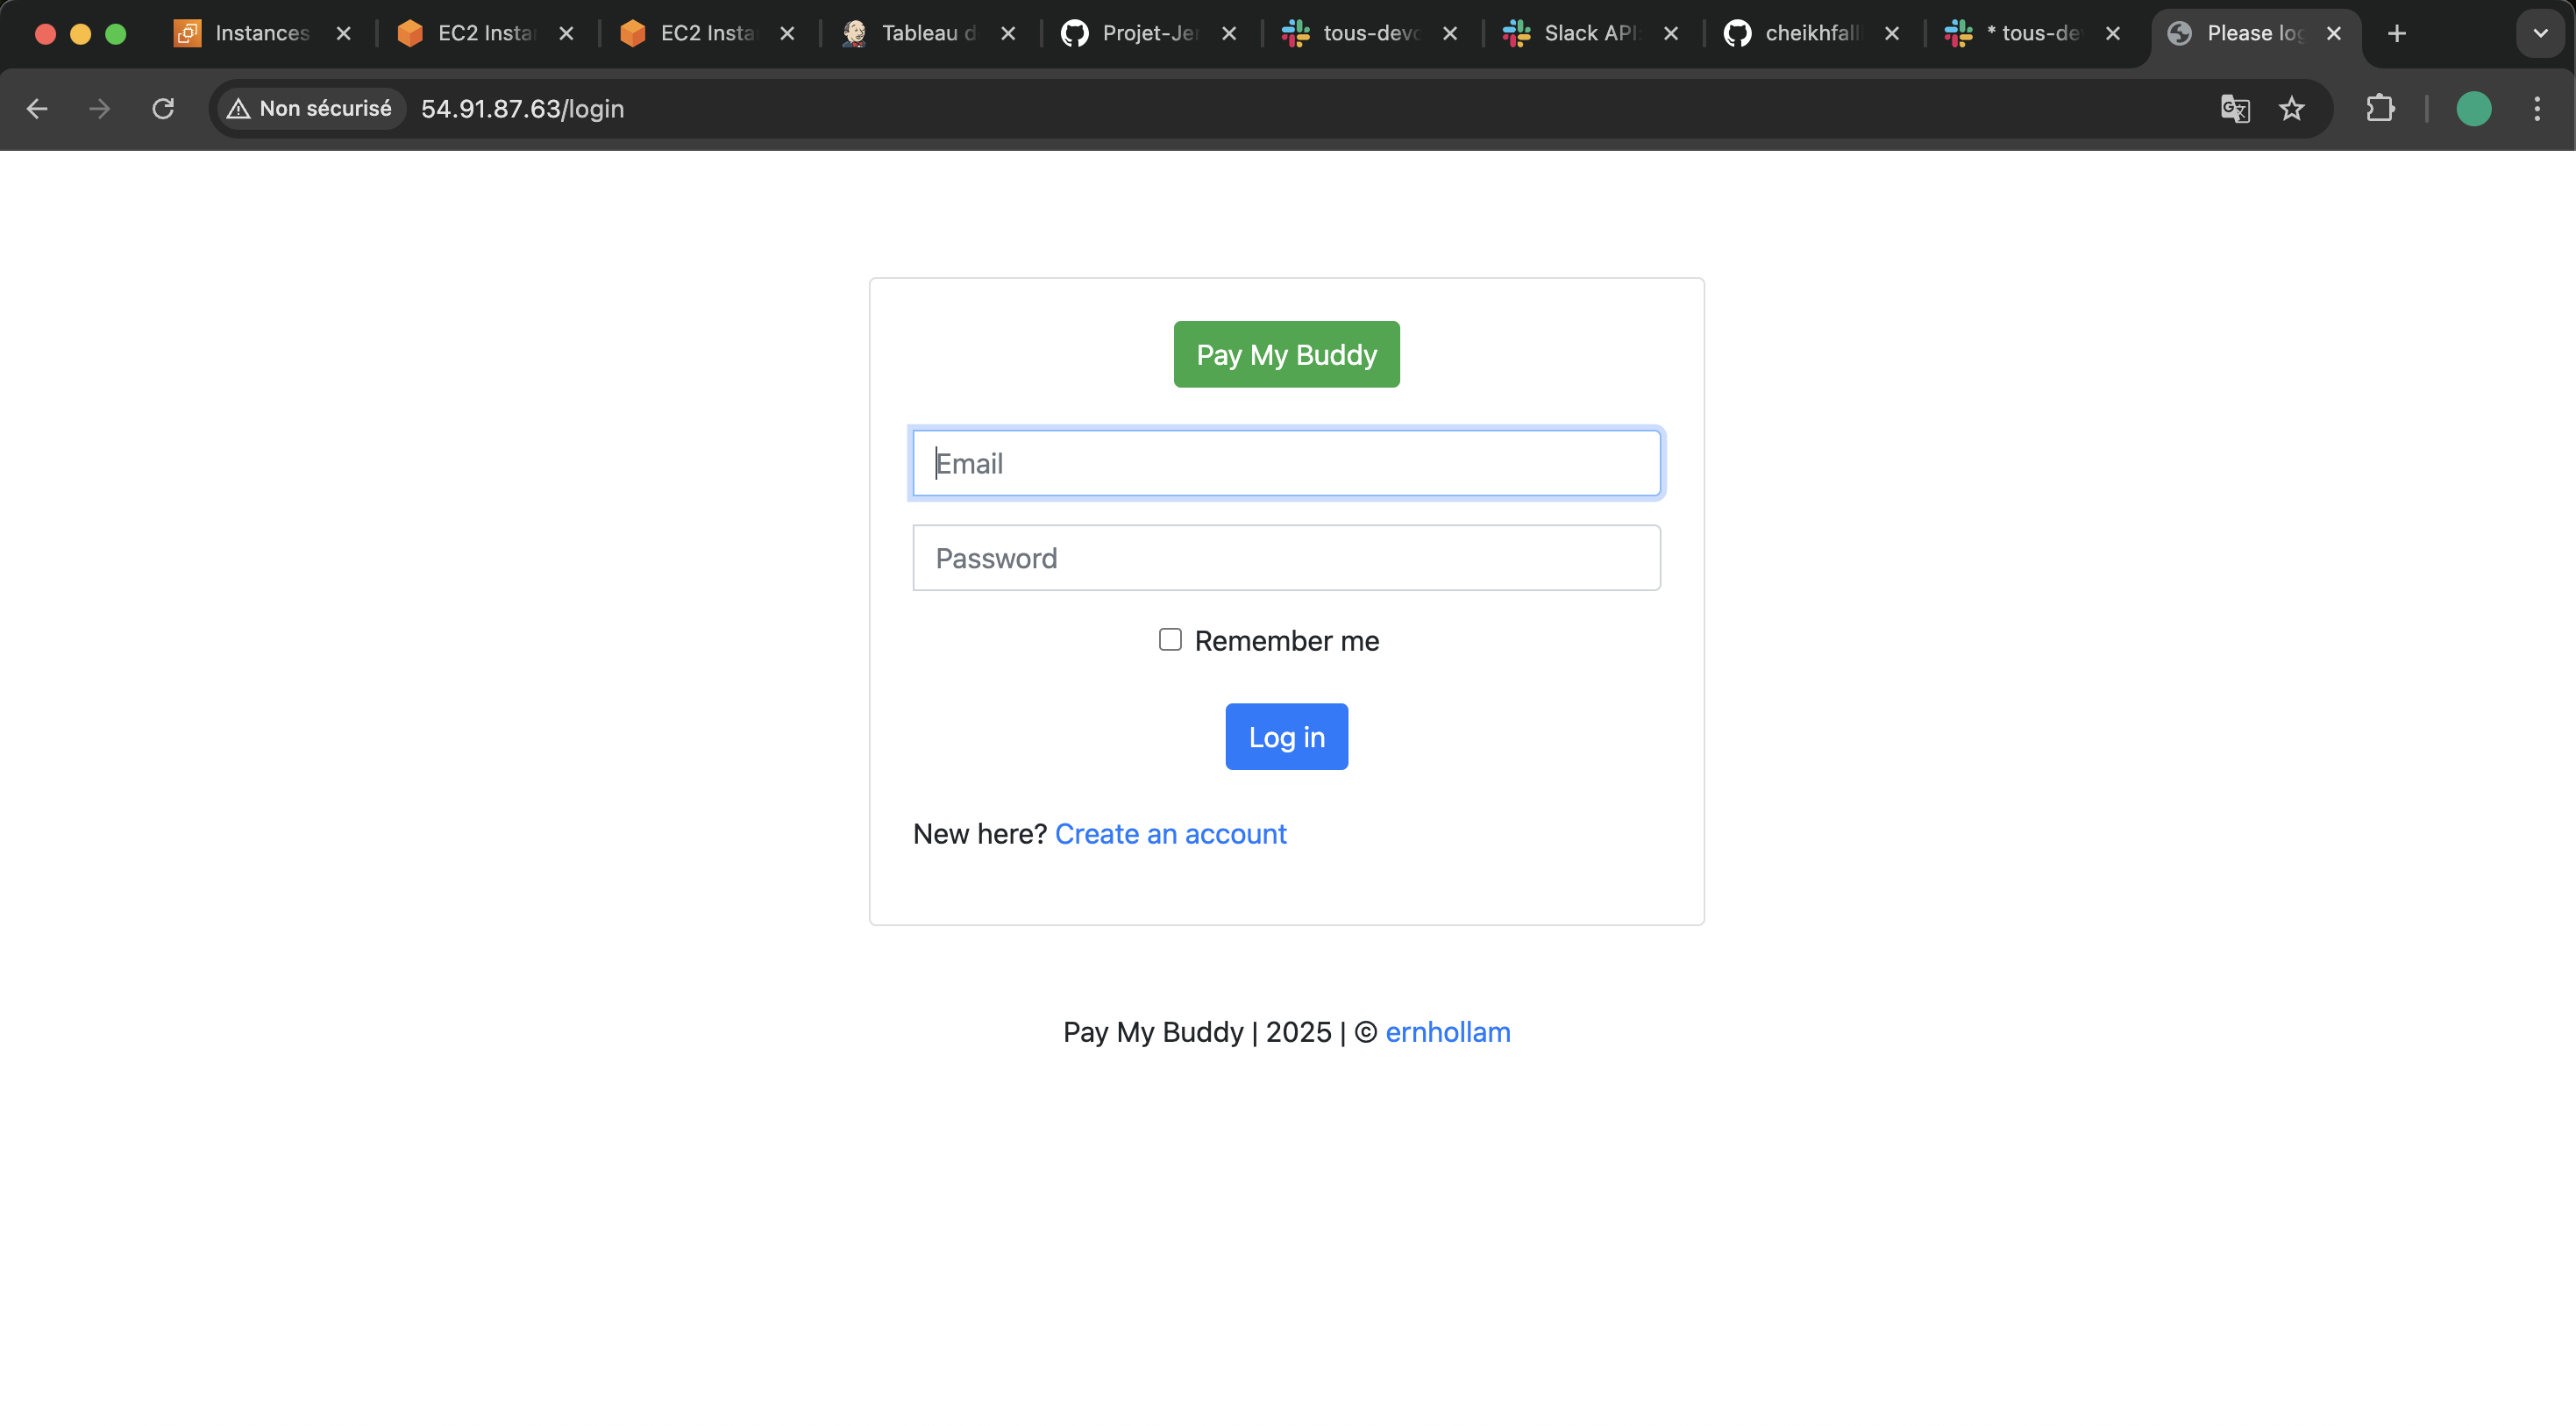 Instances
EC2 Insta
EC2 Insta
Tableau d
Projet-Jen
tous-devo
Slack API:
cheikhfall
* tous-de
Please log
Non sécurisé
54.91.87.63/login
Pay My Buddy
Email
Password
Remember me
Log in
New here? Create an account
Pay My Buddy | 2025 | © ernhollam